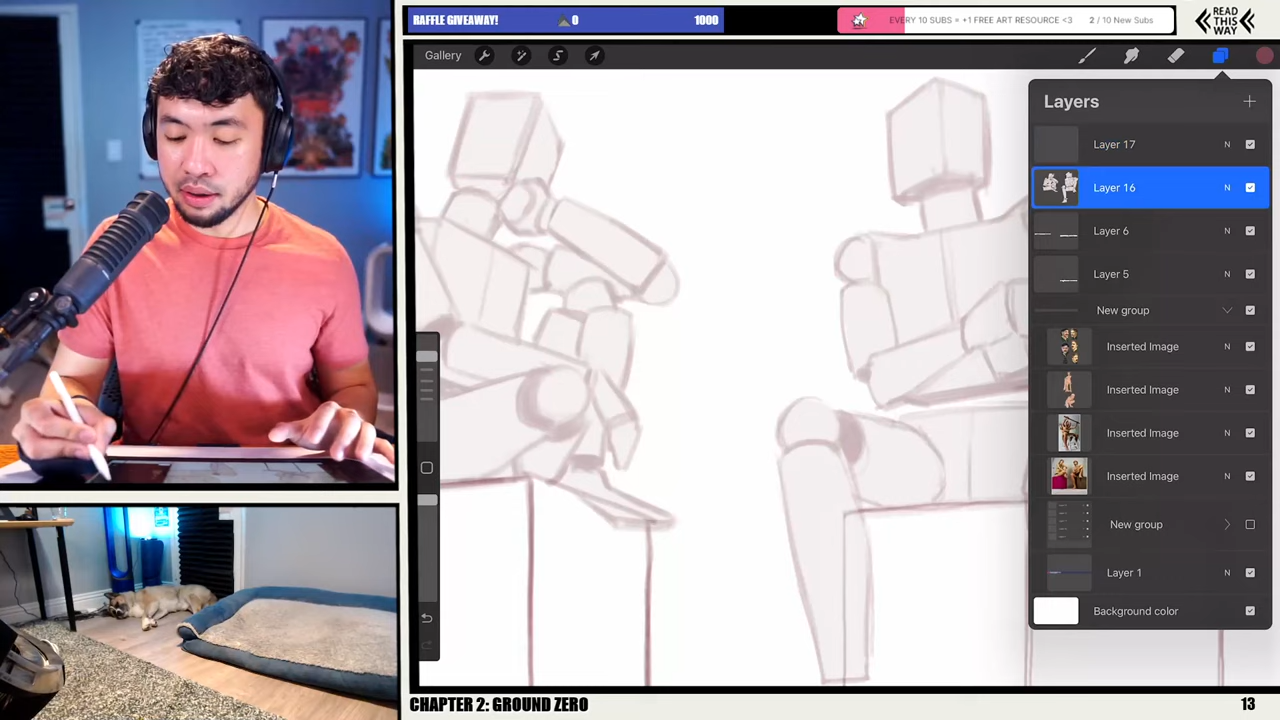 RAFFLE GIVEAWAY!
0
1000
EVERY 10 SUBS = +1 FREE ART RESOURCE <3
2 / 10 New Subs
READ
THIS
WAY
Gallery
Layers
Layer 17 N
Layer 16 N
Layer 6 N
Layer 5 N
New group
Inserted Image N
Inserted Image N
Inserted Image N
Inserted Image N
New group
Layer 1 N
Background color
CHAPTER 2: GROUND ZERO
13